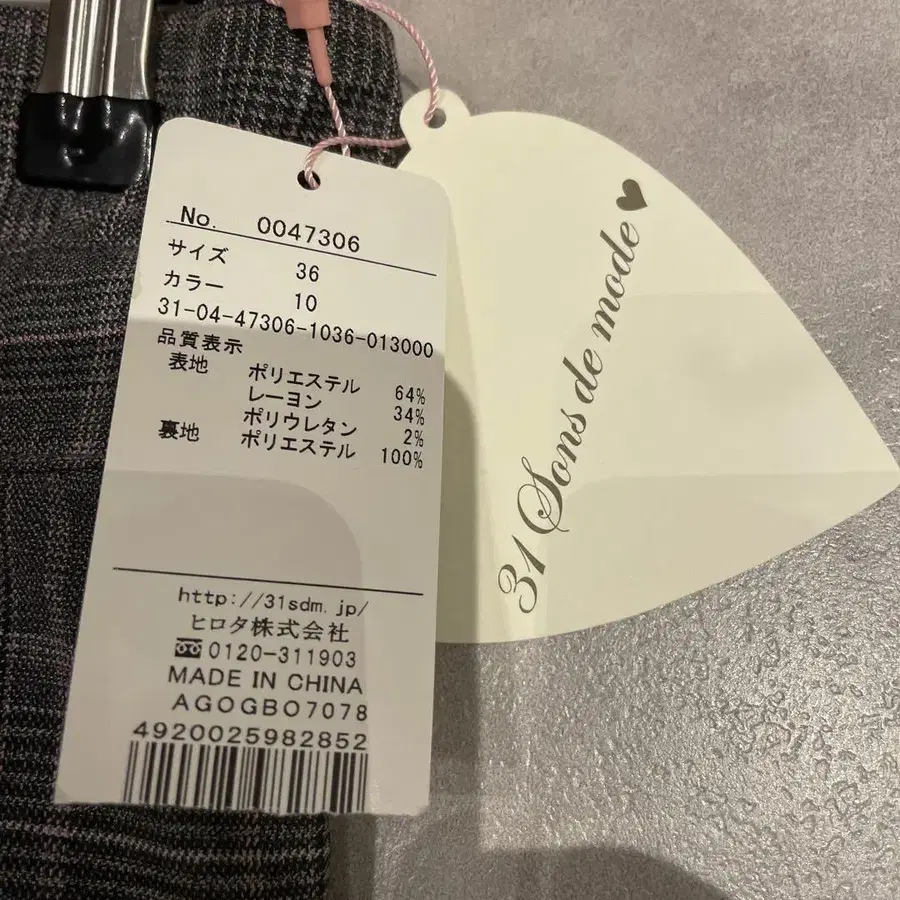 No. 0047306
サイズ 36
カラー 10
31-04-47306-1036-013000
品質表示
表地 ポリエステル 64%
レーヨン 34%
ポリウレタン 2%
裏地 ポリエステル 100%
http://31sdm.jp/
ヒロタ株式会社
0120-311903
MADE IN CHINA
AGOGBO7078
4920025982852
31 Sons de mode